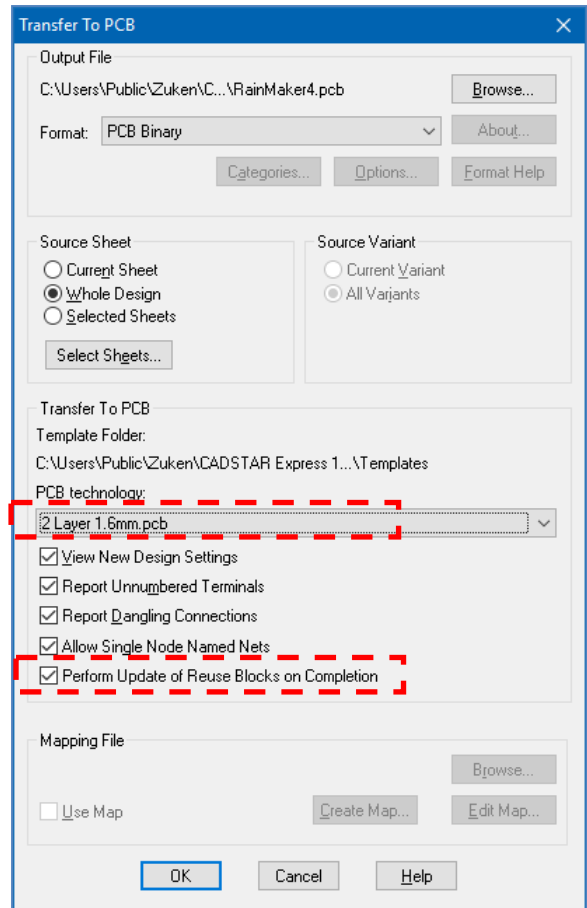 Transfer To PCB
Output File
C:\Users\Public\Zuken\C...\RainMaker4.pcb
Browse...
Format: PCB Binary
About...
Categories...
Options...
Format Help
Source Sheet
Current Sheet
Whole Design
Selected Sheets
Select Sheets...
Source Variant
Current Variant
All Variants
Transfer To PCB
Template Folder:
C:\Users\Public\Zuken\CADSTAR Express 1...\Templates
PCB technology:
2 Layer 1.6mm.pcb
View New Design Settings
Report Unnumbered Terminals
Report Dangling Connections
Allow Single Node Named Nets
Perform Update of Reuse Blocks on Completion
Mapping File
Browse...
Use Map
Create Map...
Edit Map...
OK
Cancel
Help